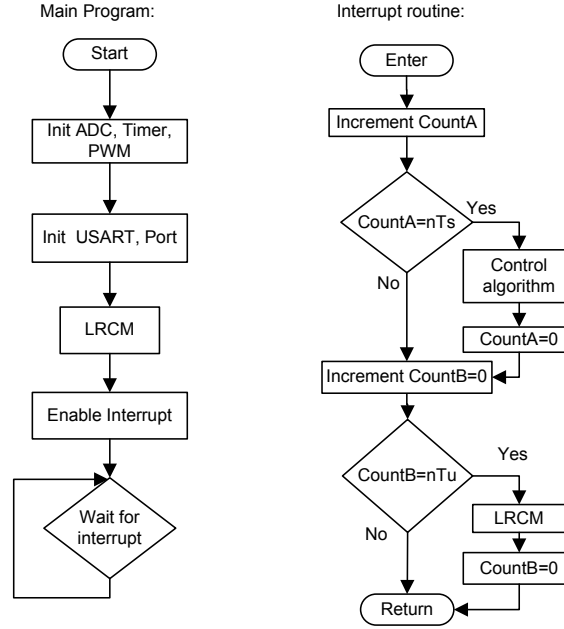 Main Program:
Start
Init ADC, Timer,
PWM
Init USART, Port
LRCM
Enable Interrupt
Wait for
interrupt
Interrupt routine:
Enter
Increment CountA
CountA=nTs
Yes
No
Control
algorithm
CountA=0
Increment CountB=0
CountB=nTu
Yes
No
LRCM
CountB=0
Return